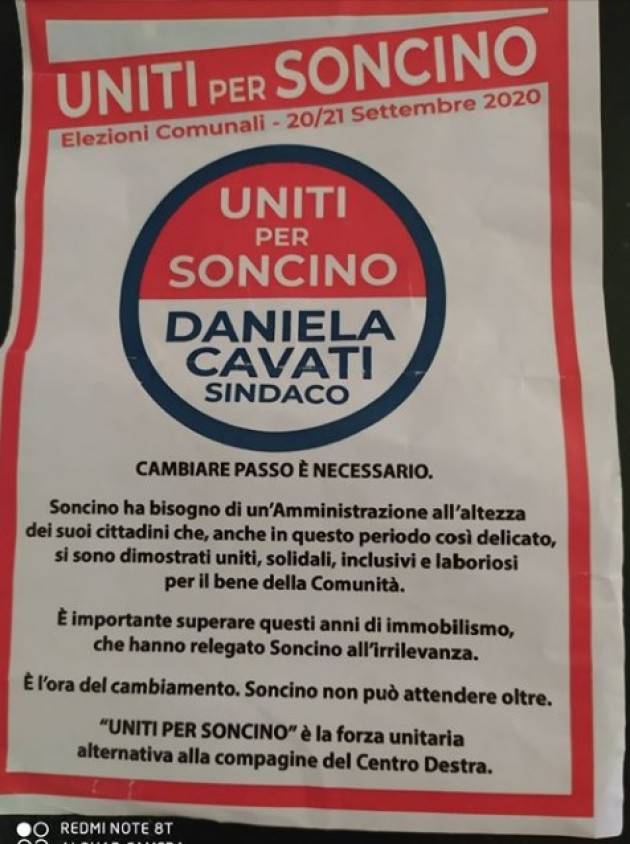 UNITI PER SONCINO
Elezioni Comunali - 20/21 Settembre 2020
UNITI
PER
SONCINO
DANIELA
CAVATI
SINDACO
CAMBIARE PASSO È NECESSARIO.
Soncino ha bisogno di un'Amministrazione all'altezza
dei suoi cittadini che, anche in questo periodo così delicato,
si sono dimostrati uniti, solidali, inclusivi e laboriosi
per il bene della Comunità.
È importante superare questi anni di immobilismo,
che hanno relegato Soncino all'irrilevanza.
È l'ora del cambiamento. Soncino non può attendere oltre.
"UNITI PER SONCINO" è la forza unitaria
alternativa alla compagine del Centro Destra.
REDMI NOTE 8T